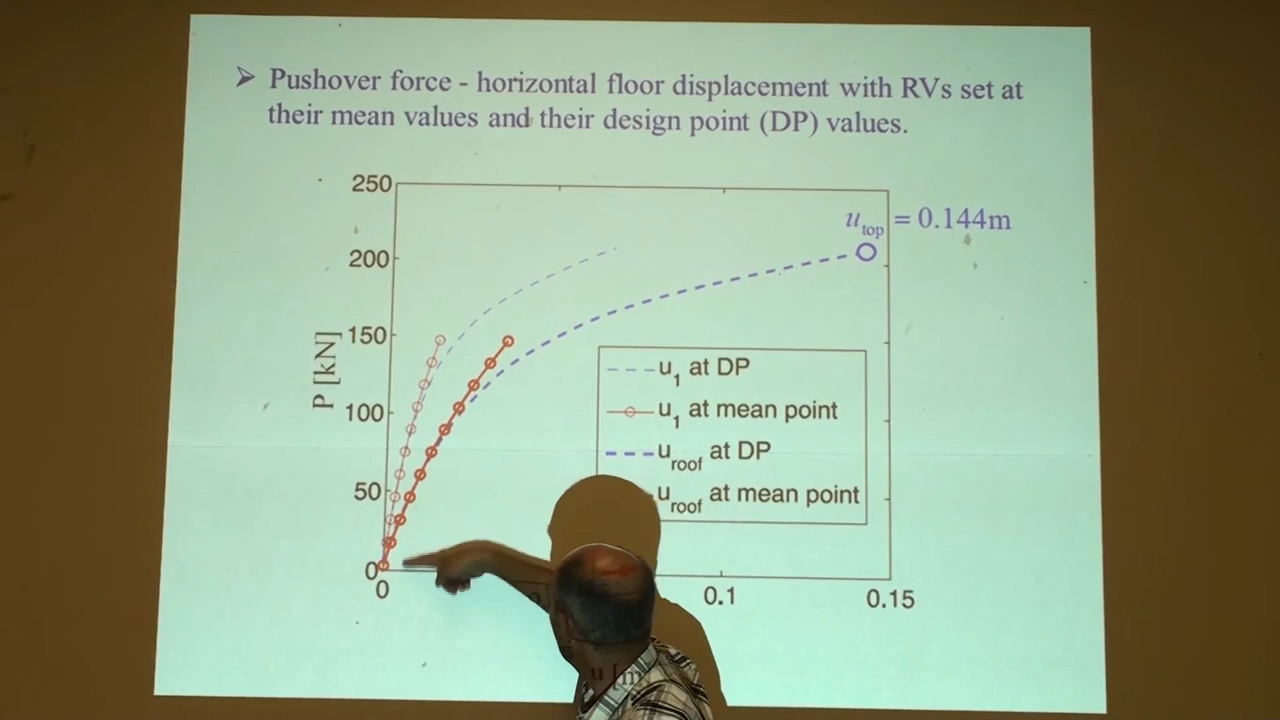 ➢ Pushover force - horizontal floor displacement with RVs set at
their mean values and their design point (DP) values.
250
200
150
100
50
0
P [kN]
u_top = 0.144m
u_1 at DP
u_1 at mean point
u_roof at DP
u_roof at mean point
0
0.1
0.15
u [m